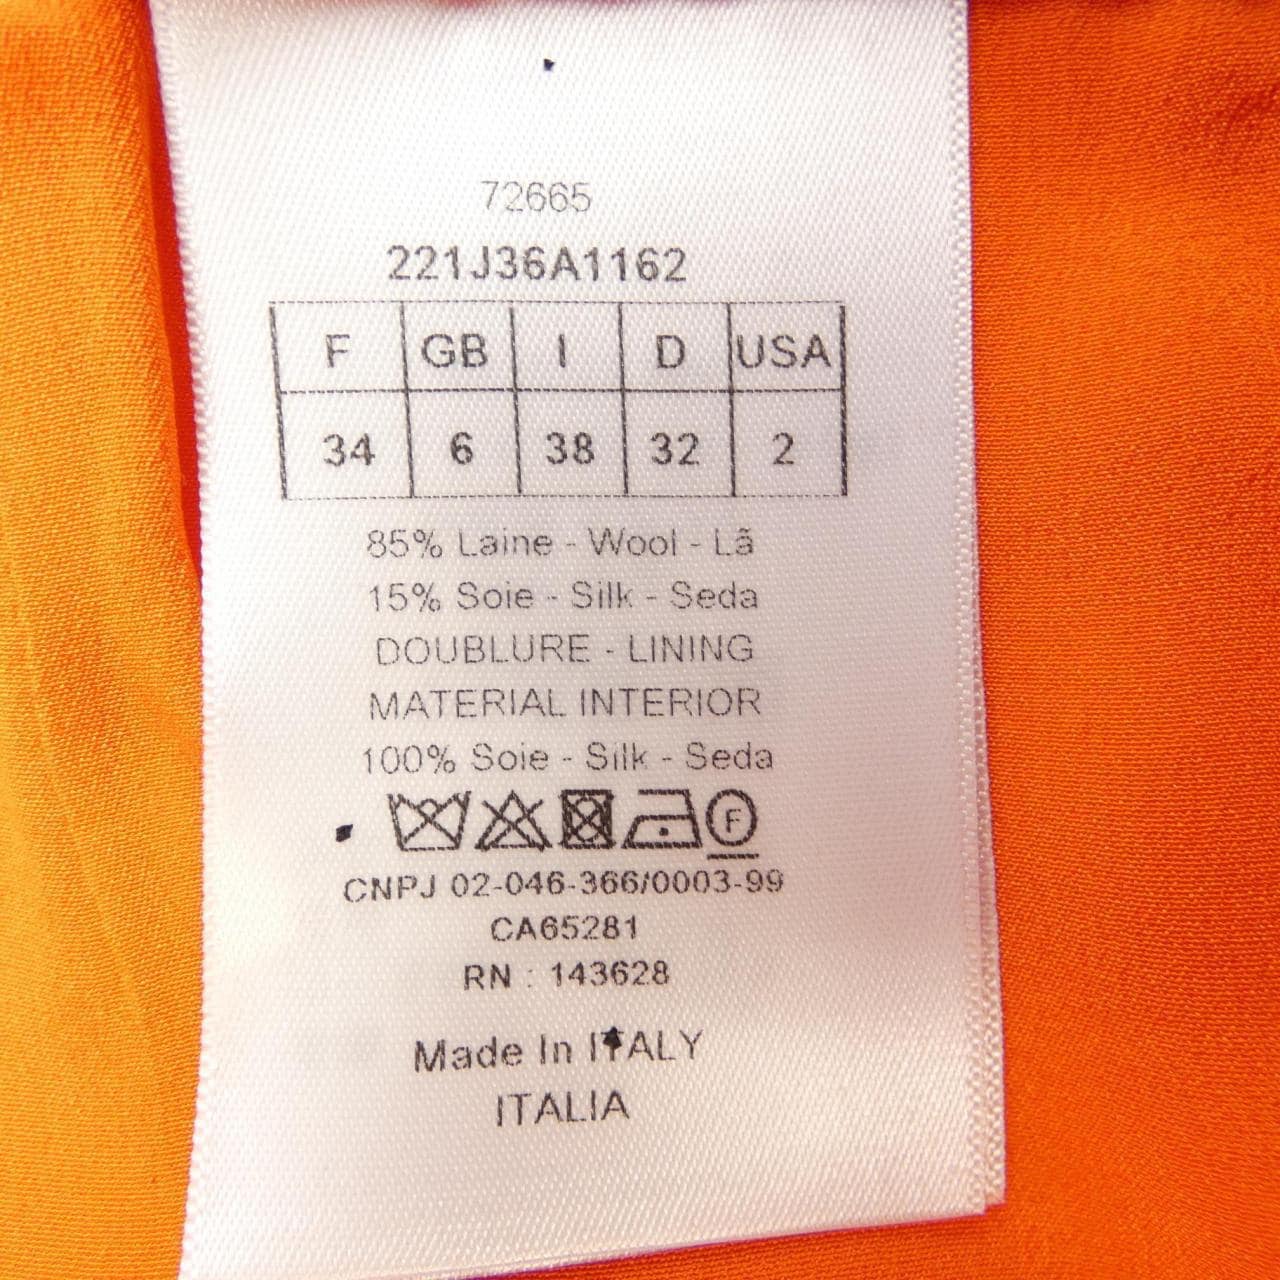 72665
221J36A1162
F GB I D USA
34 6 38 32 2
85% Laine - Wool - Lã
15% Soie - Silk - Seda
DOUBLURE - LINING
MATERIAL INTERIOR
100% Soie - Silk - Seda
F
CNPJ 02-046-366/0003-99
CA65281
RN : 143628
Made In ITALY
ITALIA